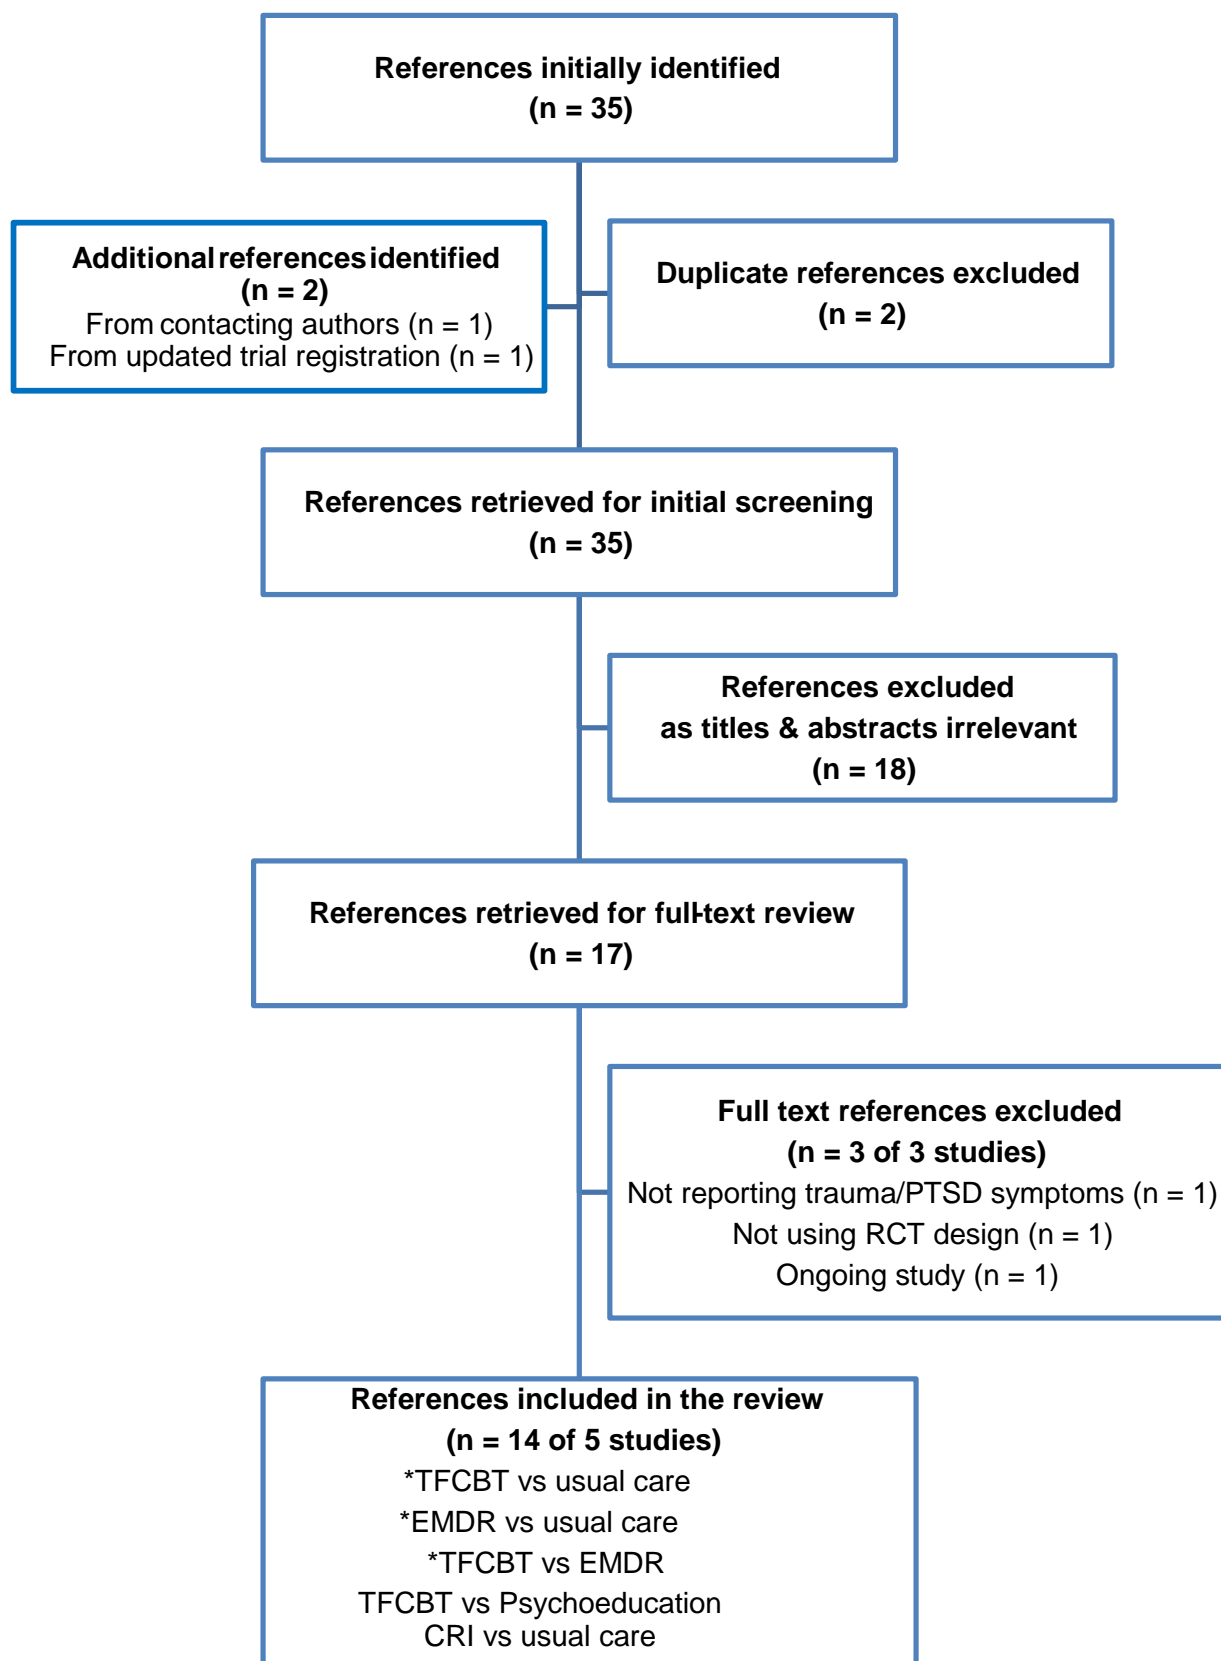 References initially identified
(n = 35)
Additional references identified
(n = 2)
From contacting authors (n = 1)
From updated trial registration (n = 1)
Duplicate references excluded
(n = 2)
References retrieved for initial screening
(n = 35)
References excluded
as titles & abstracts irrelevant
(n = 18)
References retrieved for full-text review
(n = 17)
Full text references excluded
(n = 3 of 3 studies)
Not reporting trauma/PTSD symptoms (n = 1)
Not using RCT design (n = 1)
Ongoing study (n = 1)
References included in the review
(n = 14 of 5 studies)
*TFCBT vs usual care
*EMDR vs usual care
*TFCBT vs EMDR
TFCBT vs Psychoeducation
CRI vs usual care